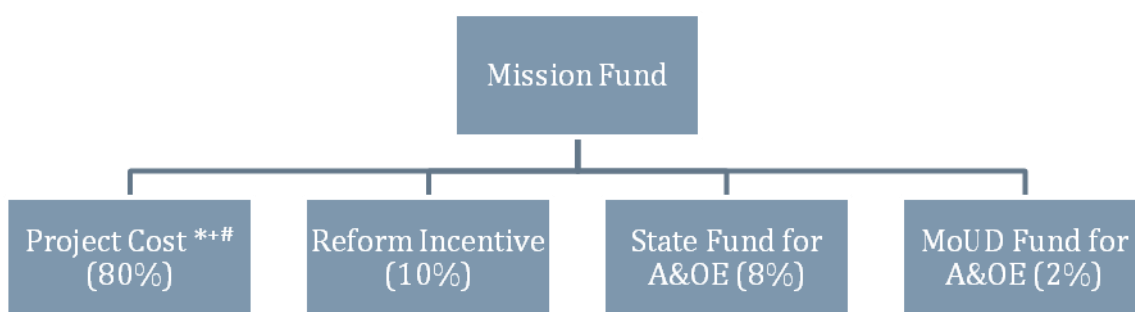 Mission Fund
Project Cost *+#
(80%)
Reform Incentive
(10%)
State Fund for
A&OE (8%)
MoUD Fund for
A&OE (2%)